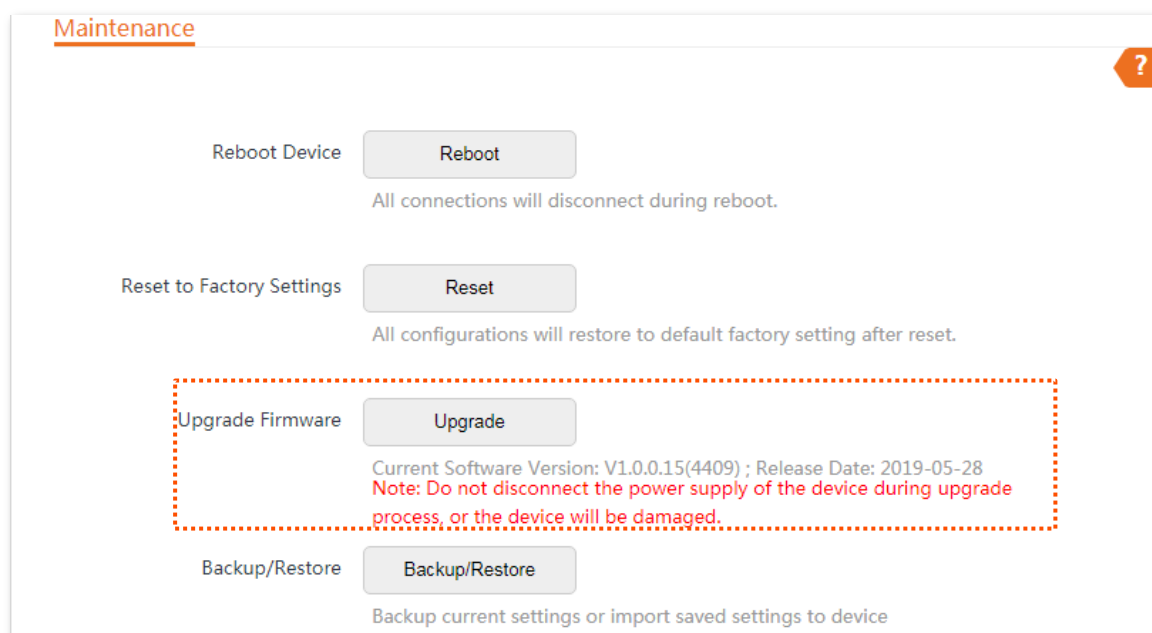 Maintenance
?
Reboot Device Reboot
All connections will disconnect during reboot.
Reset to Factory Settings Reset
All configurations will restore to default factory setting after reset.
Upgrade Firmware Upgrade
Current Software Version: V1.0.0.15(4409) ; Release Date: 2019-05-28
Note: Do not disconnect the power supply of the device during upgrade
process, or the device will be damaged.
Backup/Restore Backup/Restore
Backup current settings or import saved settings to device